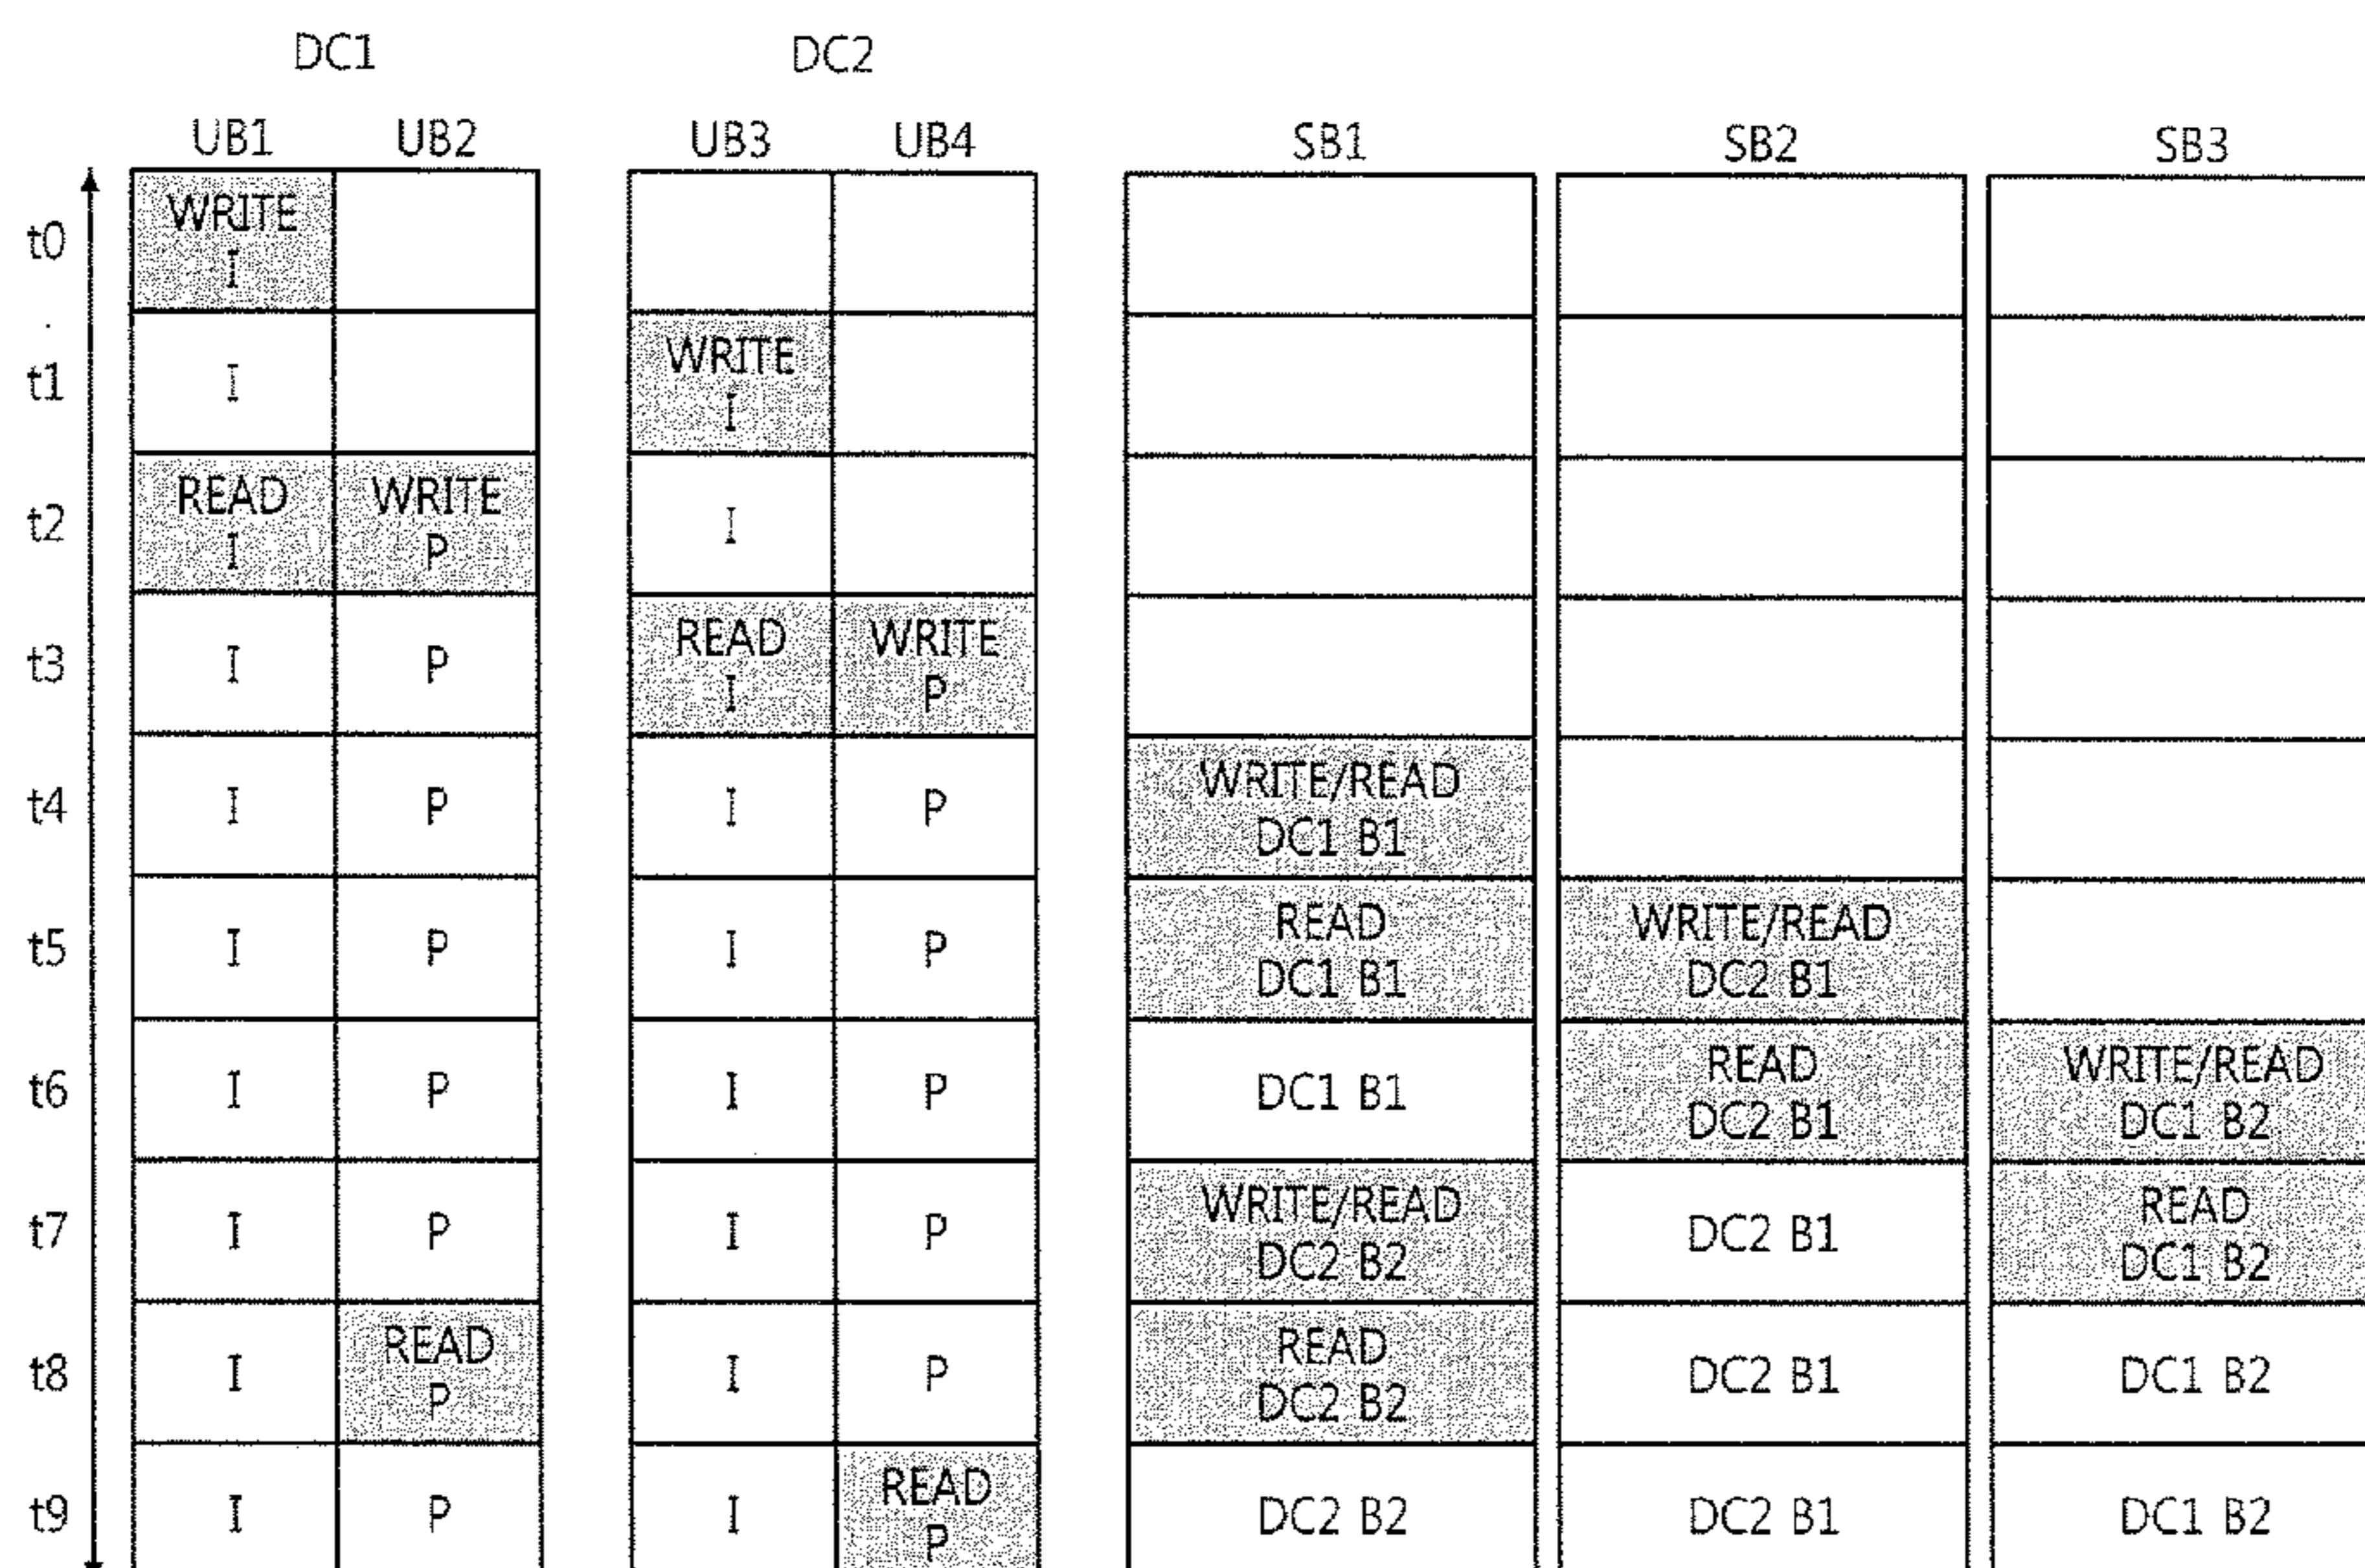 DC1 DC2
UB1 UB2 UB3 UB4 SB1 SB2 SB3
t0 WRITE
I
t1 I WRITE
I
t2 READ WRITE I
I P
t3 I P READ WRITE
I P
t4 I P I P WRITE/READ
DC1 B1
t5 I P I P READ WRITE/READ
DC1 B1 DC2 B1
t6 I P I P DC1 B1 READ WRITE/READ
DC2 B1 DC1 B2
t7 I P I P WRITE/READ DC2 B1 READ
DC2 B2 DC1 B2
t8 I READ I P READ DC2 B1 DC1 B2
P DC2 B2
t9 I P I READ DC2 B2 DC2 B1 DC1 B2
P